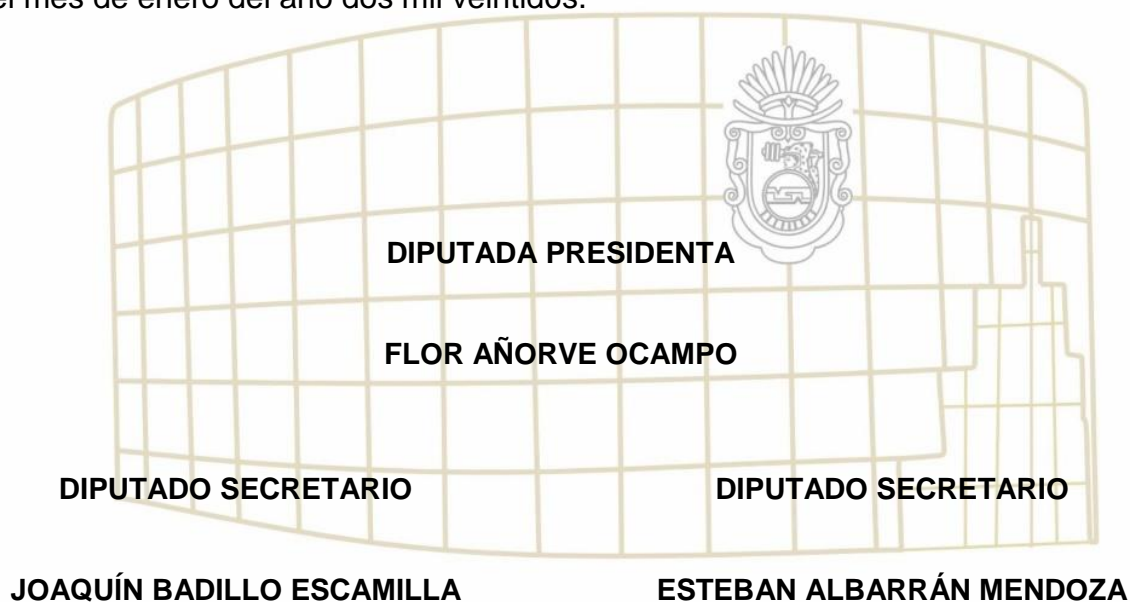 el mes de enero del año dos mil veintidós.
DIPUTADA PRESIDENTA
FLOR AÑORVE OCAMPO
DIPUTADO SECRETARIO DIPUTADO SECRETARIO
JOAQUÍN BADILLO ESCAMILLA ESTEBAN ALBARRÁN MENDOZA